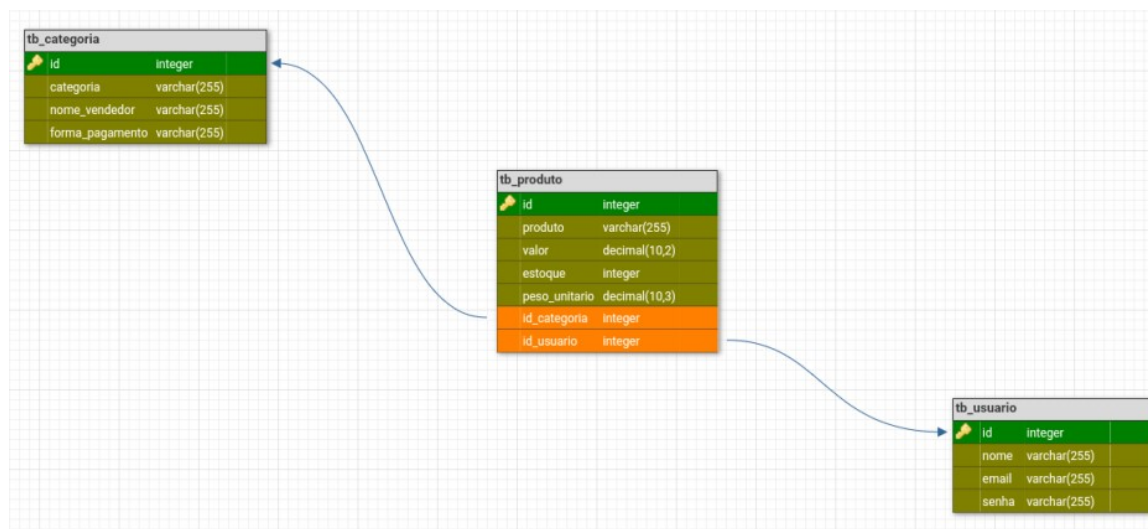 tb_categoria
id integer
categoria varchar(255)
nome_vendedor varchar(255)
forma_pagamento varchar(255)
tb_produto
id integer
produto varchar(255)
valor decimal(10,2)
estoque integer
peso_unitario decimal(10,3)
id_categoria integer
id_usuario integer
tb_usuario
id integer
nome varchar(255)
email varchar(255)
senha varchar(255)